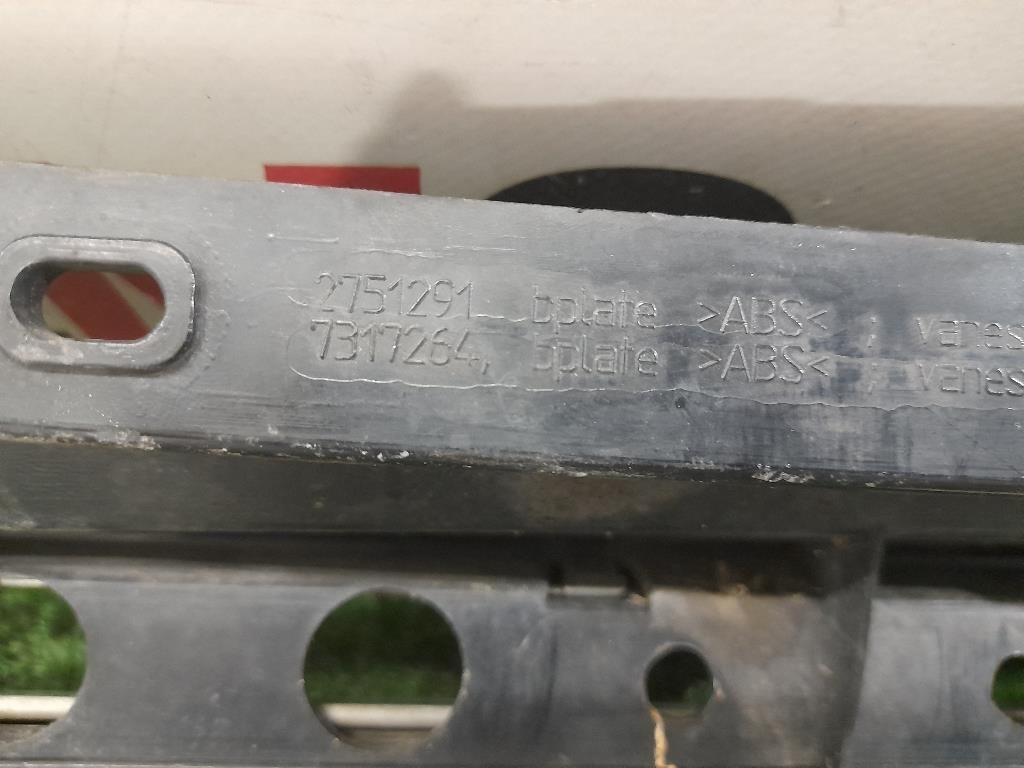 2751291 bplate >ABS< ; vanes
7317264, bplate >ABS< ; vanes